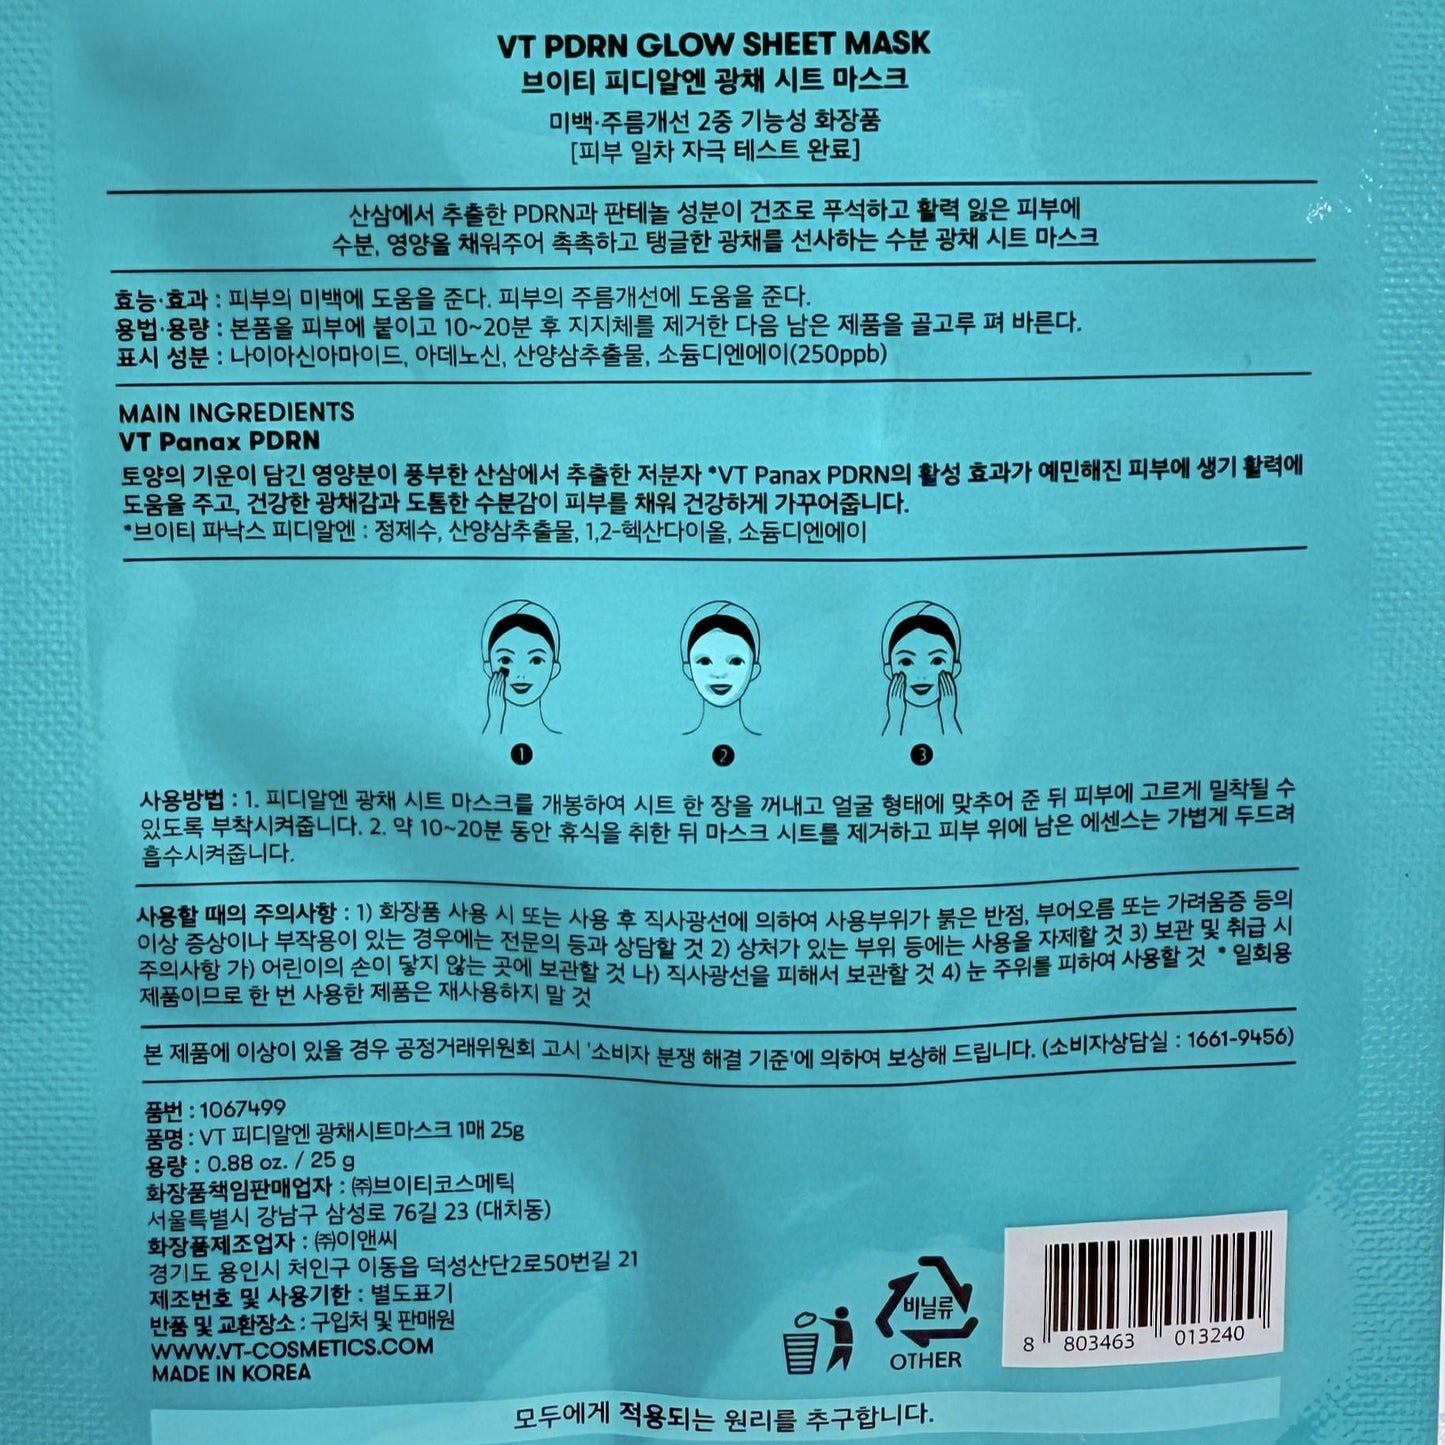 VT PDRN GLOW SHEET MASK
브이티 피디알엔 광채 시트 마스크
미백·주름개선 2중 기능성 화장품
[피부 일차 자극 테스트 완료]
산삼에서 추출한 PDRN과 판테놀 성분이 건조로 푸석하고 활력 잃은 피부에
수분, 영양을 채워주어 촉촉하고 탱글한 광채를 선사하는 수분 광채 시트 마스크
효능·효과 : 피부의 미백에 도움을 준다. 피부의 주름개선에 도움을 준다.
용법·용량 : 본품을 피부에 붙이고 10~20분 후 지지체를 제거한 다음 남은 제품을 골고루 펴 바른다.
표시 성분 : 나이아신아마이드, 아데노신, 산양삼추출물, 소듐디엔에이(250ppb)
MAIN INGREDIENTS
VT Panax PDRN
토양의 기운이 담긴 영양분이 풍부한 산삼에서 추출한 저분자 *VT Panax PDRN의 활성 효과가 예민해진 피부에 생기 활력에
도움을 주고, 건강한 광채감과 도톰한 수분감이 피부를 채워 건강하게 가꾸어줍니다.
*브이티 파낙스 피디알엔 : 정제수, 산양삼추출물, 1,2-헥산다이올, 소듐디엔에이
1 2 3
사용방법 : 1. 피디알엔 광채 시트 마스크를 개봉하여 시트 한 장을 꺼내고 얼굴 형태에 맞추어 준 뒤 피부에 고르게 밀착될 수
있도록 부착시켜줍니다. 2. 약 10~20분 동안 휴식을 취한 뒤 마스크 시트를 제거하고 피부 위에 남은 에센스는 가볍게 두드려
흡수시켜줍니다.
사용할 때의 주의사항 : 1) 화장품 사용 시 또는 사용 후 직사광선에 의하여 사용부위가 붉은 반점, 부어오름 또는 가려움증 등의
이상 증상이나 부작용이 있는 경우에는 전문의 등과 상담할 것 2) 상처가 있는 부위 등에는 사용을 자제할 것 3) 보관 및 취급 시
주의사항 가) 어린이의 손이 닿지 않는 곳에 보관할 것 나) 직사광선을 피해서 보관할 것 4) 눈 주위를 피하여 사용할 것 * 일회용
제품이므로 한 번 사용한 제품은 재사용하지 말 것
본 제품에 이상이 있을 경우 공정거래위원회 고시 '소비자 분쟁 해결 기준'에 의하여 보상해 드립니다. (소비자상담실 : 1661-9456)
품번 : 1067499
품명 : VT 피디알엔 광채시트마스크 1매 25g
용량 : 0.88 oz. / 25 g
화장품책임판매업자 : ㈜브이티코스메틱
서울특별시 강남구 삼성로 76길 23 (대치동)
화장품제조업자 : ㈜이앤씨
경기도 용인시 처인구 이동읍 덕성산단2로50번길 21
제조번호 및 사용기한 : 별도표기
반품 및 교환장소 : 구입처 및 판매원
WWW.VT-COSMETICS.COM
MADE IN KOREA
비닐류
OTHER
8 803463 013240
모두에게 적용되는 원리를 추구합니다.